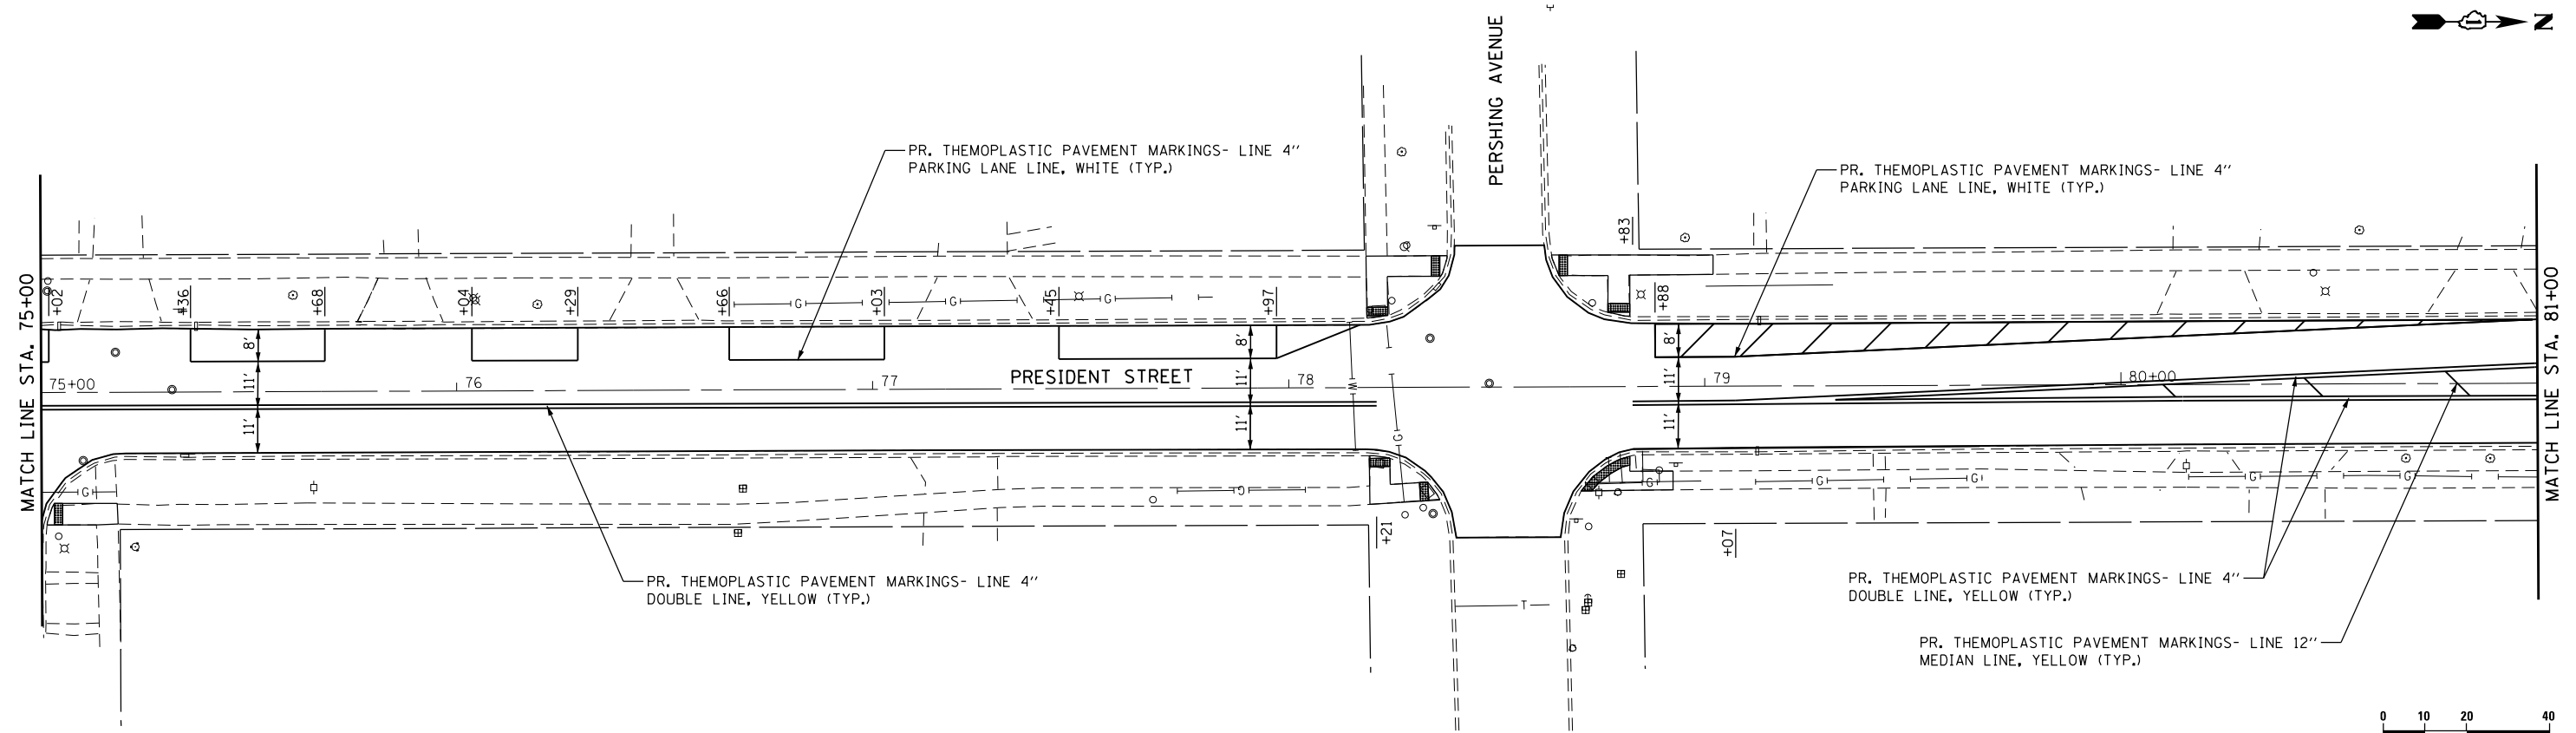 N
PERSHING AVENUE
PR. THEMOPLASTIC PAVEMENT MARKINGS- LINE 4"
PARKING LANE LINE, WHITE (TYP.)
PR. THEMOPLASTIC PAVEMENT MARKINGS- LINE 4"
PARKING LANE LINE, WHITE (TYP.)
MATCH LINE STA. 75+00
MATCH LINE STA. 81+00
+02
+36
+68
+04
+29
+66
+03
+45
+97
+83
+88
G
G
G
8'
8'
8'
11'
11'
11'
11'
11'
11'
75+00
76
77
PRESIDENT STREET
78
79
80+00
W
T
G
G
G
G
G
G
G
G
G
+21
+07
T
PR. THEMOPLASTIC PAVEMENT MARKINGS- LINE 4"
DOUBLE LINE, YELLOW (TYP.)
PR. THEMOPLASTIC PAVEMENT MARKINGS- LINE 4"
DOUBLE LINE, YELLOW (TYP.)
PR. THEMOPLASTIC PAVEMENT MARKINGS- LINE 12"
MEDIAN LINE, YELLOW (TYP.)
0 10 20 40